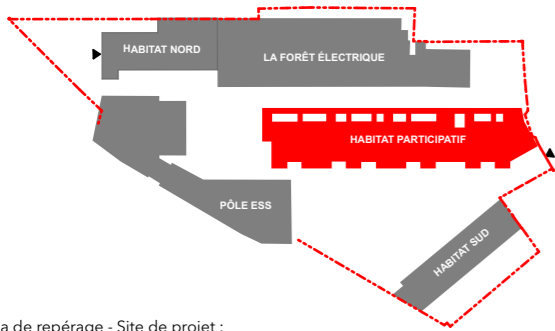 HABITAT NORD
LA FORÊT ÉLECTRIQUE
HABITAT PARTICIPATIF
PÔLE ESS
HABITAT SUD
de repérage - Site de projet :